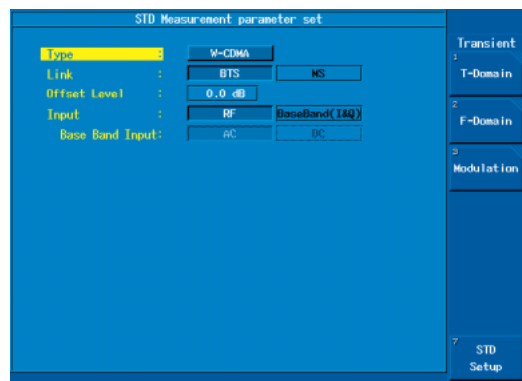 STD Measurement parameter set
Type : W-CDMA
Link : BTS MS
Offset Level : 0.0 dB
Input : RF BaseBand(I&Q)
Base Band Input: AC DC
Transient
1
T-Domain
2
F-Domain
3
Modulation
7
STD
Setup